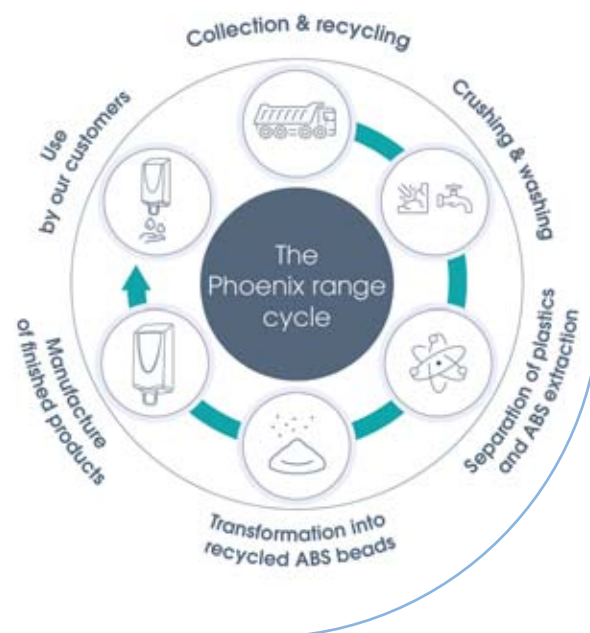 Collection & recycling
Crushing & washing
Separation of plastics
and ABS extraction
Transformation into
recycled ABS beads
Manufacture
of finished products
Use
by our customers
The
Phoenix range
cycle